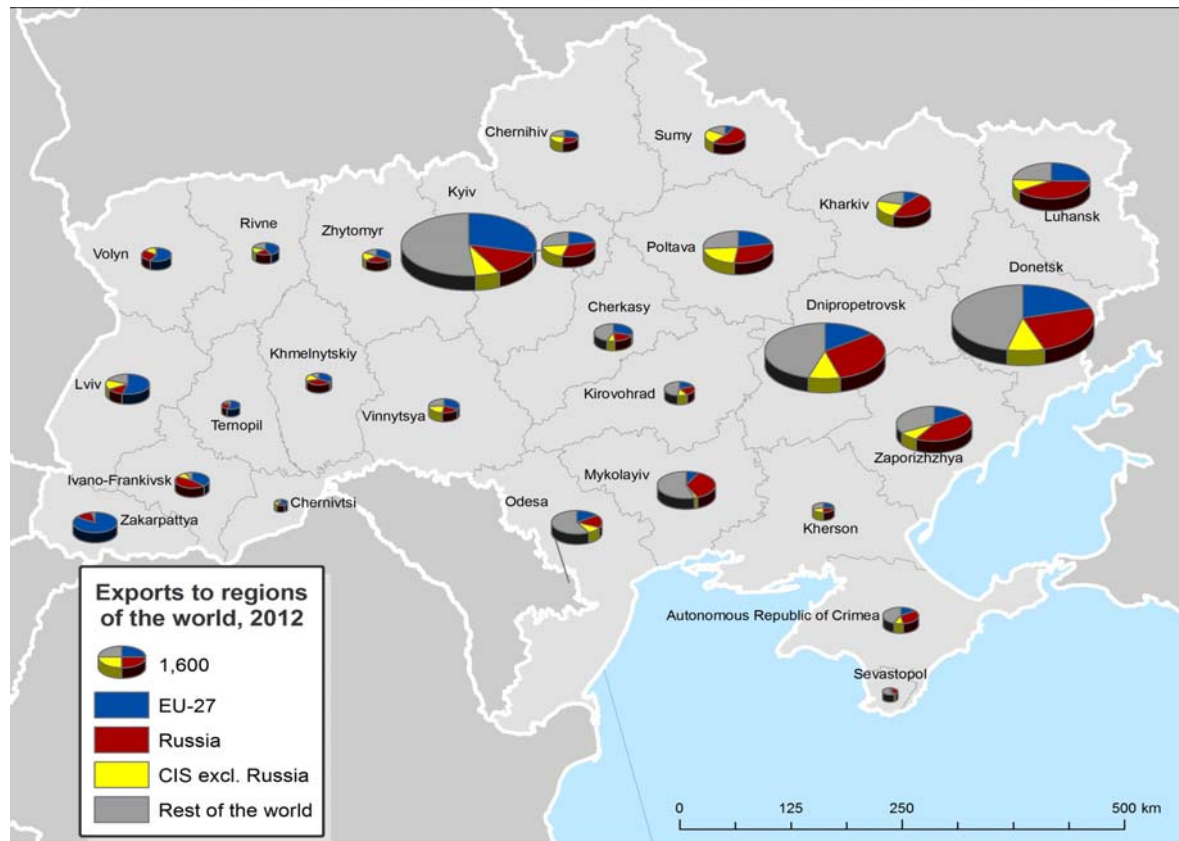 Chernihiv
Sumy
Kyiv
Kharkiv
Luhansk
Rivne
Volyn
Zhytomyr
Poltava
Donetsk
Cherkasy
Dnipropetrovsk
Khmelnytskiy
Lviv
Kirovohrad
Ternopil
Vinnytsya
Zaporizhzhya
Ivano-Frankivsk
Mykolayiv
Chernivtsi
Odesa
Zakarpattya
Kherson
Exports to regions
of the world, 2012
1,600
EU-27
Russia
CIS excl. Russia
Rest of the world
Autonomous Republic of Crimea
Sevastopol
0 125 250 500 km